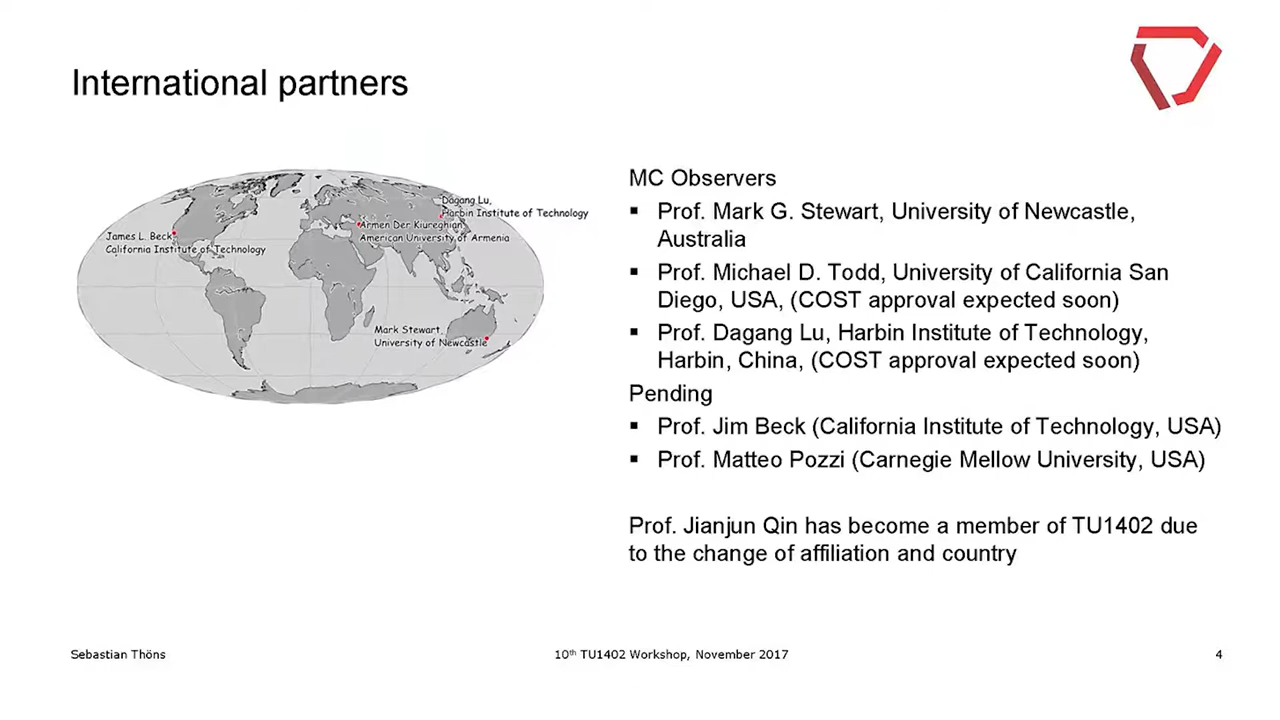 International partners
Dagang Lu,
Harbin Institute of Technology
Armen Der Kiureghian
American University of Armenia
James L. Beck
California Institute of Technology
Mark Stewart,
University of Newcastle
MC Observers
▪ Prof. Mark G. Stewart, University of Newcastle,
Australia
▪ Prof. Michael D. Todd, University of California San
Diego, USA, (COST approval expected soon)
▪ Prof. Dagang Lu, Harbin Institute of Technology,
Harbin, China, (COST approval expected soon)
Pending
▪ Prof. Jim Beck (California Institute of Technology, USA)
▪ Prof. Matteo Pozzi (Carnegie Mellow University, USA)
Prof. Jianjun Qin has become a member of TU1402 due
to the change of affiliation and country
Sebastian Thöns
10th TU1402 Workshop, November 2017
4